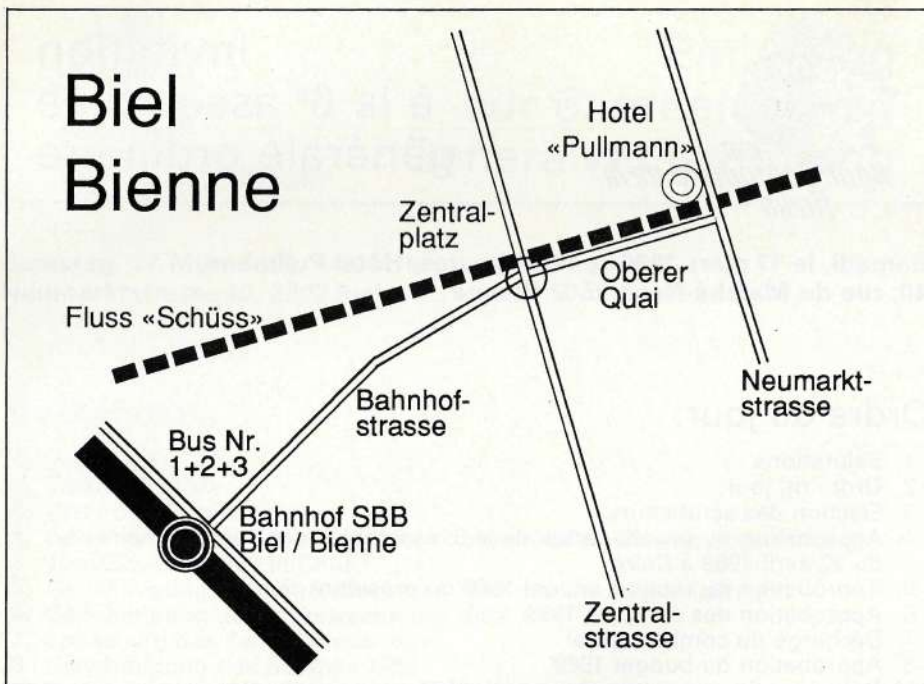 Biel
Bienne
Hotel
«Pullmann»
Zentral-
platz
Oberer
Quai
Fluss «Schüss»
Neumarkt-
strasse
Bahnhof-
strasse
Bus Nr.
1+2+3
Bahnhof SBB
Biel / Bienne
Zentral-
strasse